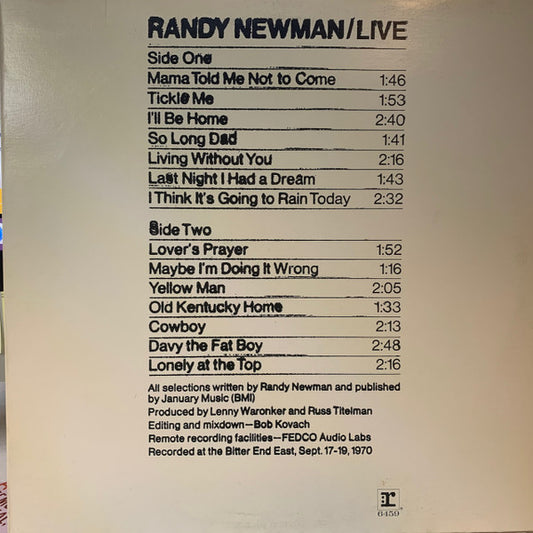 RANDY NEWMAN/LIVE
Side One
Mama Told Me Not to Come 1:46
Tickle Me 1:53
I'll Be Home 2:40
So Long Dad 1:41
Living Without You 2:16
Last Night I Had a Dream 1:43
I Think It's Going to Rain Today 2:32
Side Two
Lover's Prayer 1:52
Maybe I'm Doing It Wrong 1:16
Yellow Man 2:05
Old Kentucky Home 1:33
Cowboy 2:13
Davy the Fat Boy 2:48
Lonely at the Top 2:16
All selections written by Randy Newman and published
by January Music (BMI)
Produced by Lenny Waronker and Russ Titelman
Editing and mixdown—Bob Kovach
Remote recording facilities—FEDCO Audio Labs
Recorded at the Bitter End East, Sept. 17-19, 1970
r
6459